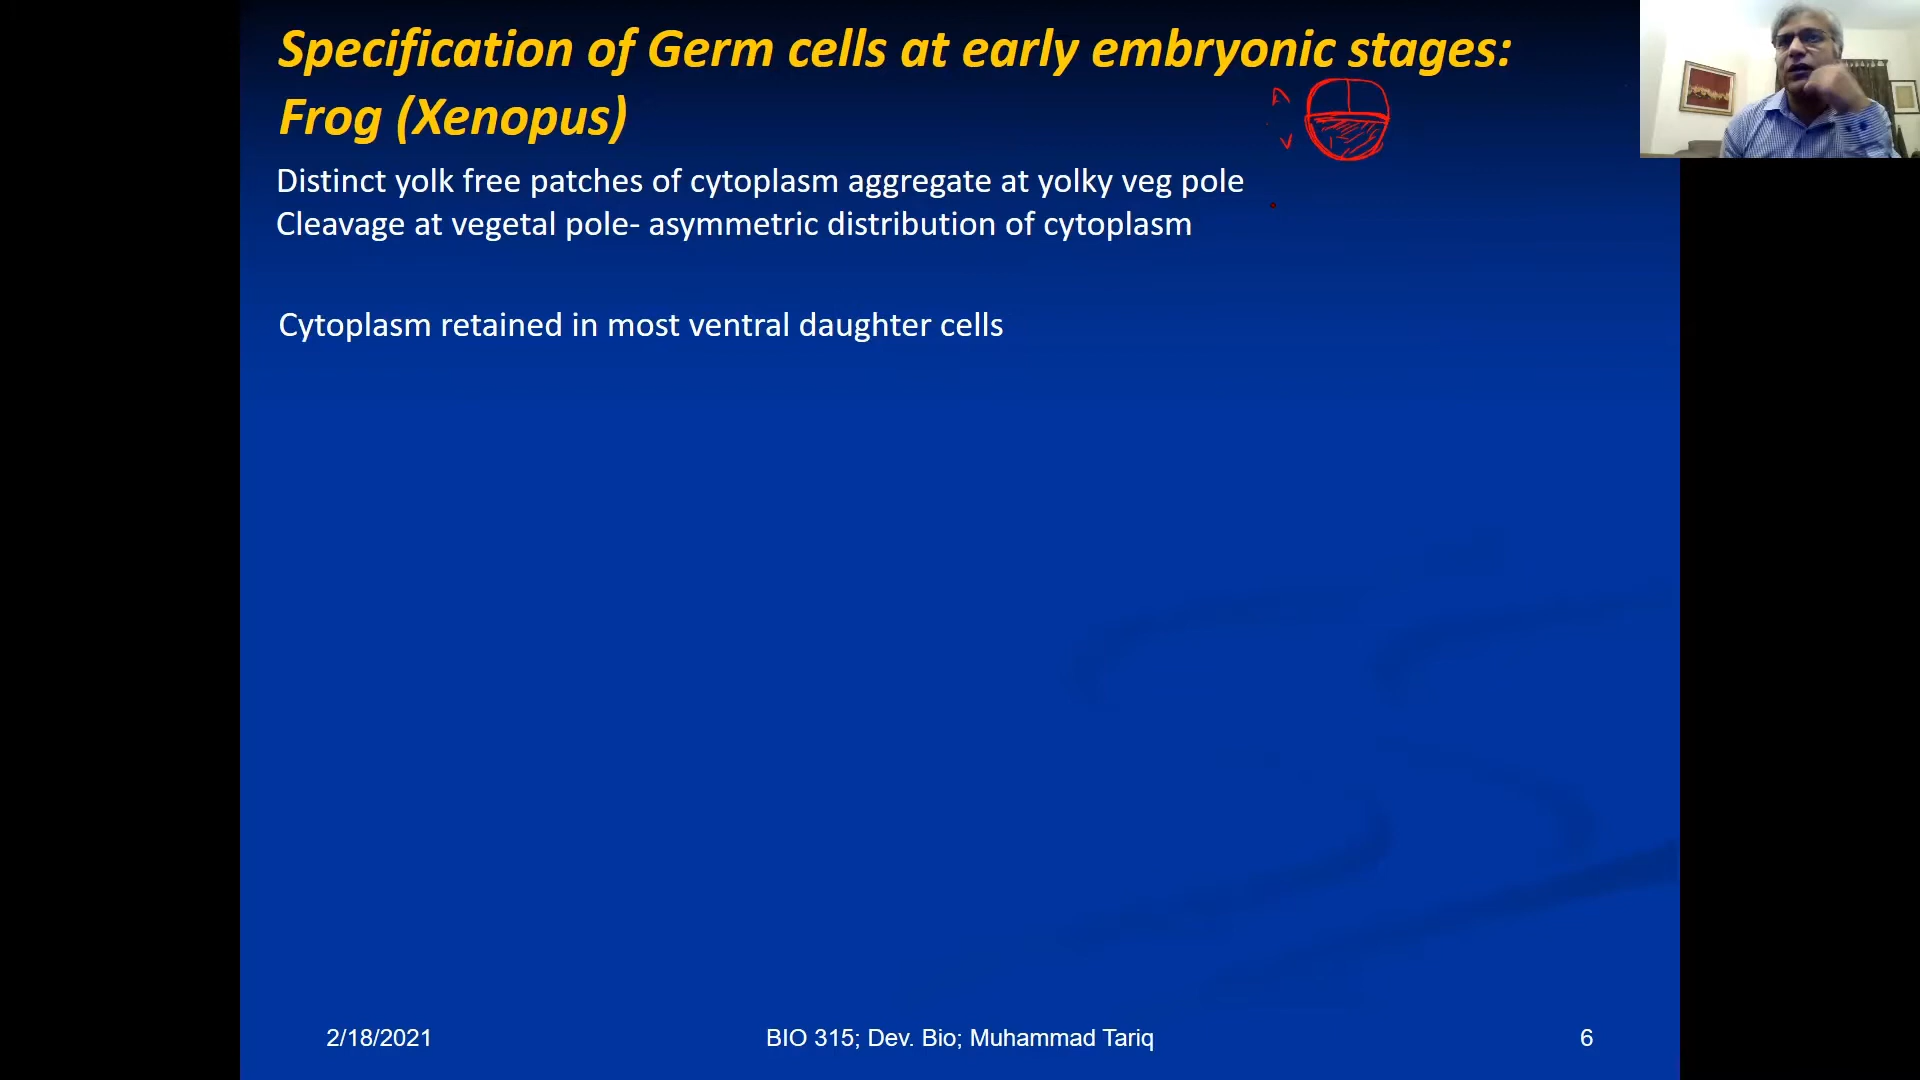 Specification of Germ cells at early embryonic stages:
Frog (Xenopus)
A
V
Distinct yolk free patches of cytoplasm aggregate at yolky veg pole
Cleavage at vegetal pole- asymmetric distribution of cytoplasm
Cytoplasm retained in most ventral daughter cells
2/18/2021
BIO 315; Dev. Bio; Muhammad Tariq
6